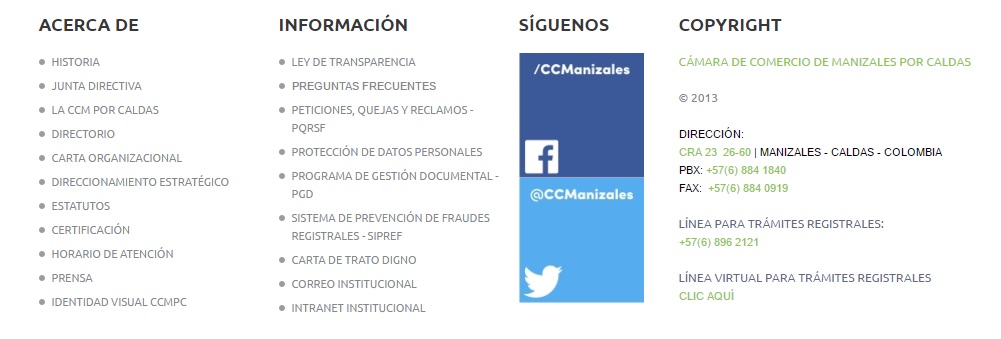 ACERCA DE
HISTORIA
JUNTA DIRECTIVA
LA CCM POR CALDAS
DIRECTORIO
CARTA ORGANIZACIONAL
DIRECCIONAMIENTO ESTRATÉGICO
ESTATUTOS
CERTIFICACIÓN
HORARIO DE ATENCIÓN
PRENSA
IDENTIDAD VISUAL CCMPC
INFORMACIÓN
LEY DE TRANSPARENCIA
PREGUNTAS FRECUENTES
PETICIONES, QUEJAS Y RECLAMOS -
PQRSF
PROTECCIÓN DE DATOS PERSONALES
PROGRAMA DE GESTIÓN DOCUMENTAL -
PGD
SISTEMA DE PREVENCIÓN DE FRAUDES
REGISTRALES - SIPREF
CARTA DE TRATO DIGNO
CORREO INSTITUCIONAL
INTRANET INSTITUCIONAL
SÍGUENOS
/CCManizales
@CCManizales
COPYRIGHT
CÁMARA DE COMERCIO DE MANIZALES POR CALDAS
© 2013
DIRECCIÓN:
CRA 23 26-60 | MANIZALES - CALDAS - COLOMBIA
PBX: +57(6) 884 1840
FAX: +57(6) 884 0919
LÍNEA PARA TRÁMITES REGISTRALES:
+57(6) 896 2121
LÍNEA VIRTUAL PARA TRÁMITES REGISTRALES
CLIC AQUÌ